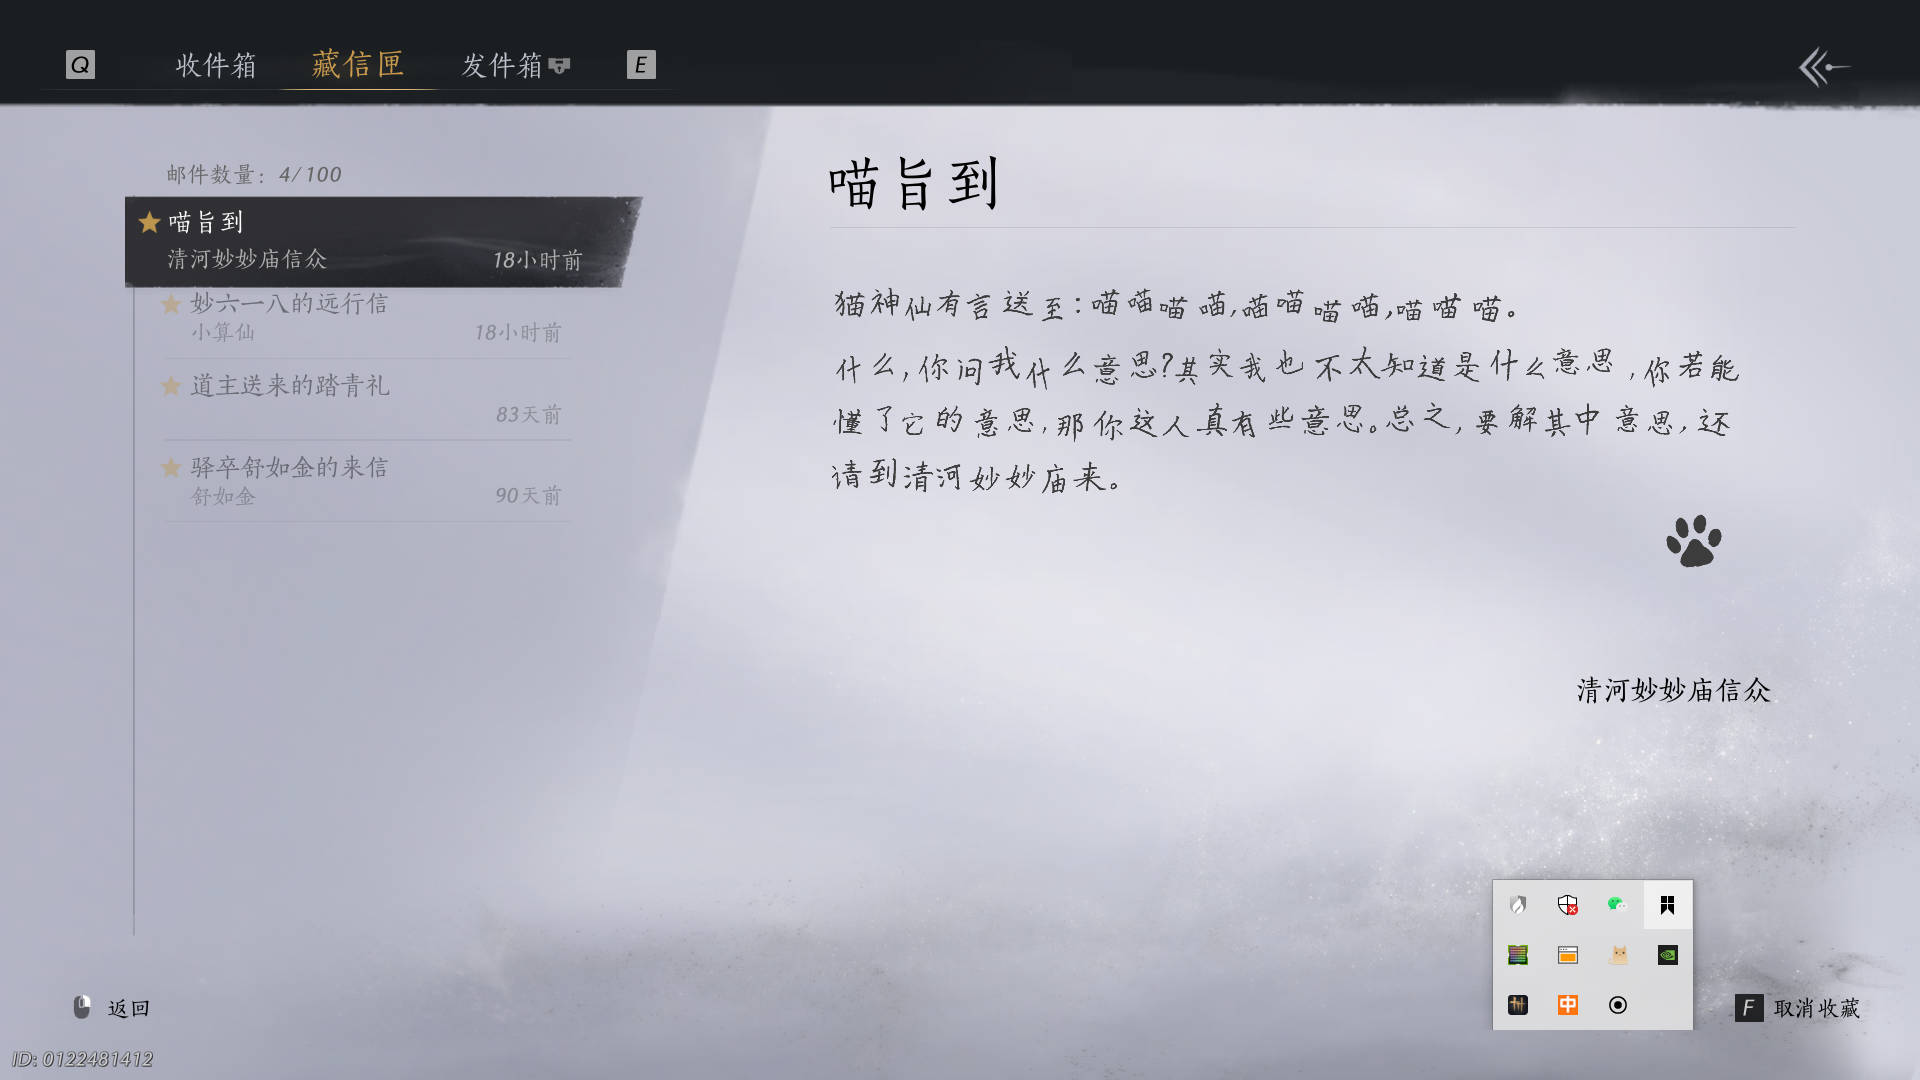 Q
收件箱
藏信匣
发件箱
E
邮件数量：4/100
喵旨到
清河妙妙庙信众
18小时前
妙六一八的远行信
小算仙
18小时前
道主送来的踏青礼
83天前
驿卒舒如金的来信
舒如金
90天前
喵旨到
猫神仙有言送至：喵喵喵喵，喵喵喵喵，喵喵喵。
什么，你问我什么意思？其实我也不太知道是什么意思，你若能
懂了它的意思，那你这人真有些意思。总之，要解其中意思，还
请到清河妙妙庙来。
清河妙妙庙信众
中
返回
F 取消收藏
ID: 0122481412